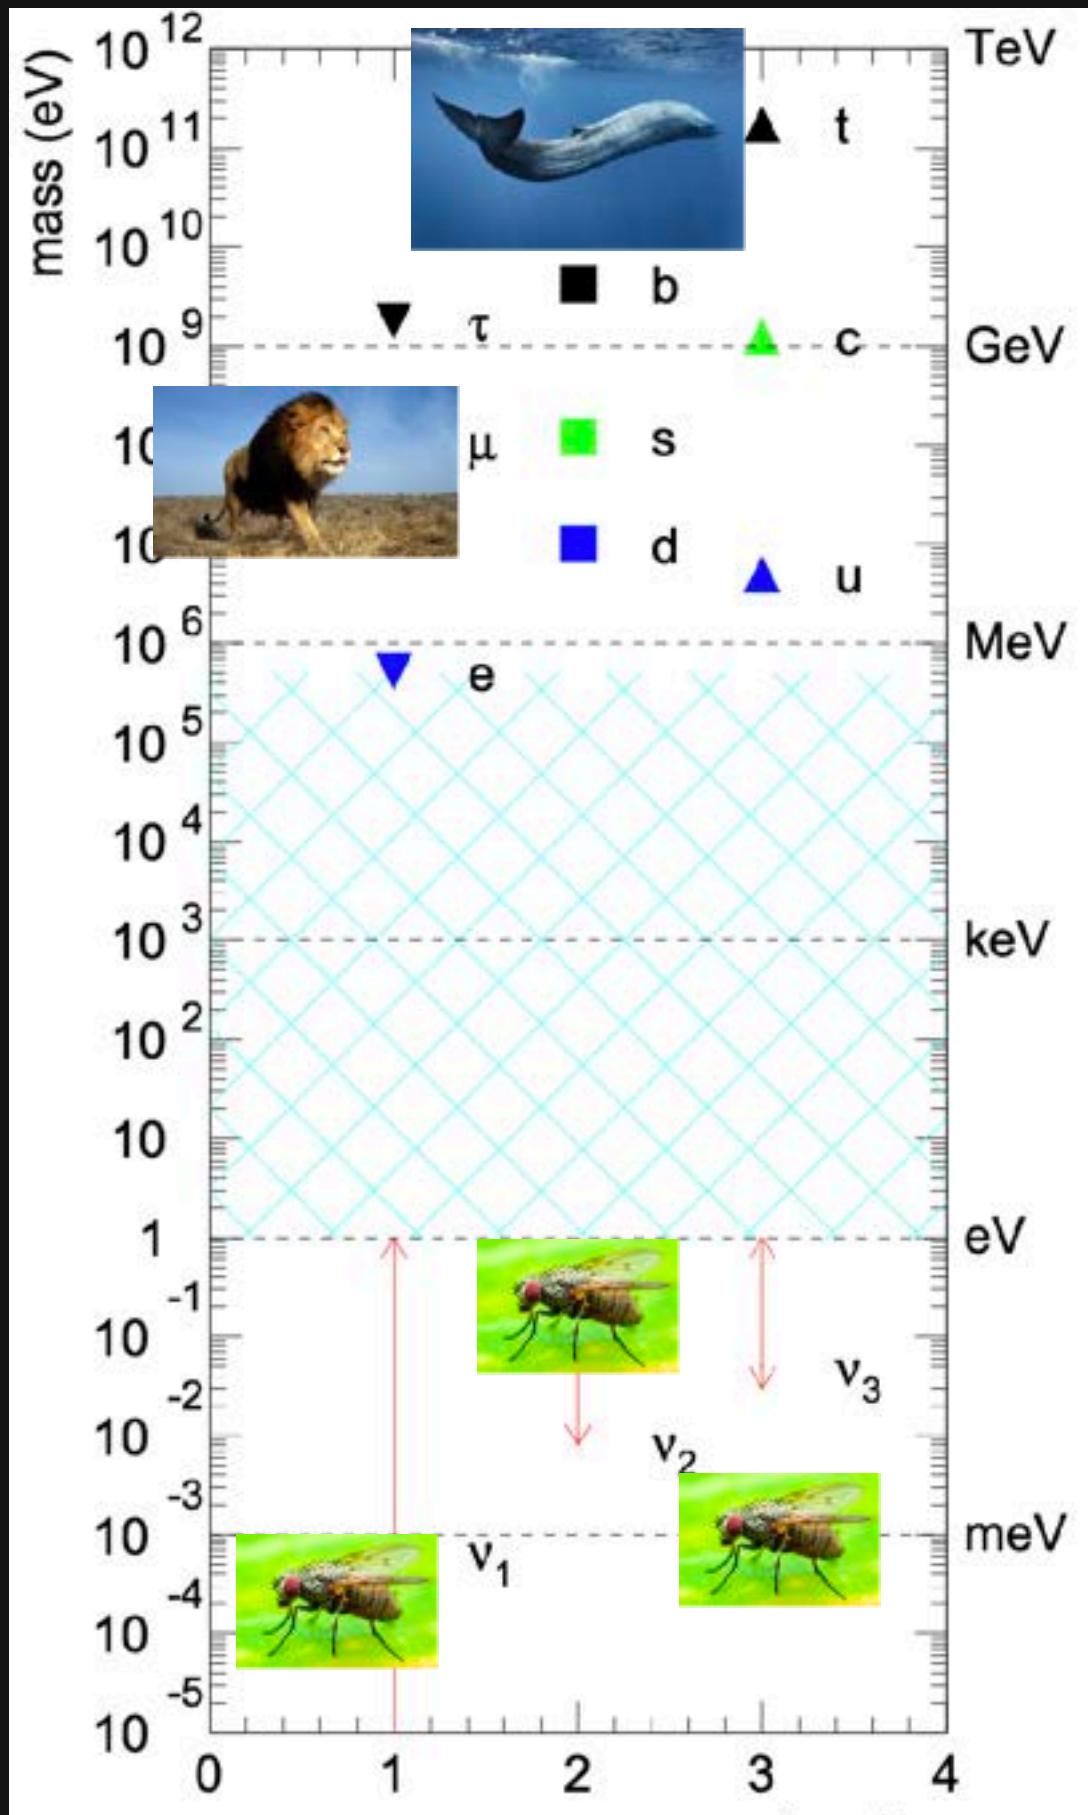 mass (eV)
10^12 TeV
10^11 t
10^10
b
τ
10^9 c GeV
10 μ s
10 d
u
10^6 MeV
e
10^5
10^4
10^3 keV
10^2
10
1 eV
10^-1
ν3
10^-2
ν2
10^-3 meV
ν1
10^-4
10^-5
0 1 2 3 4